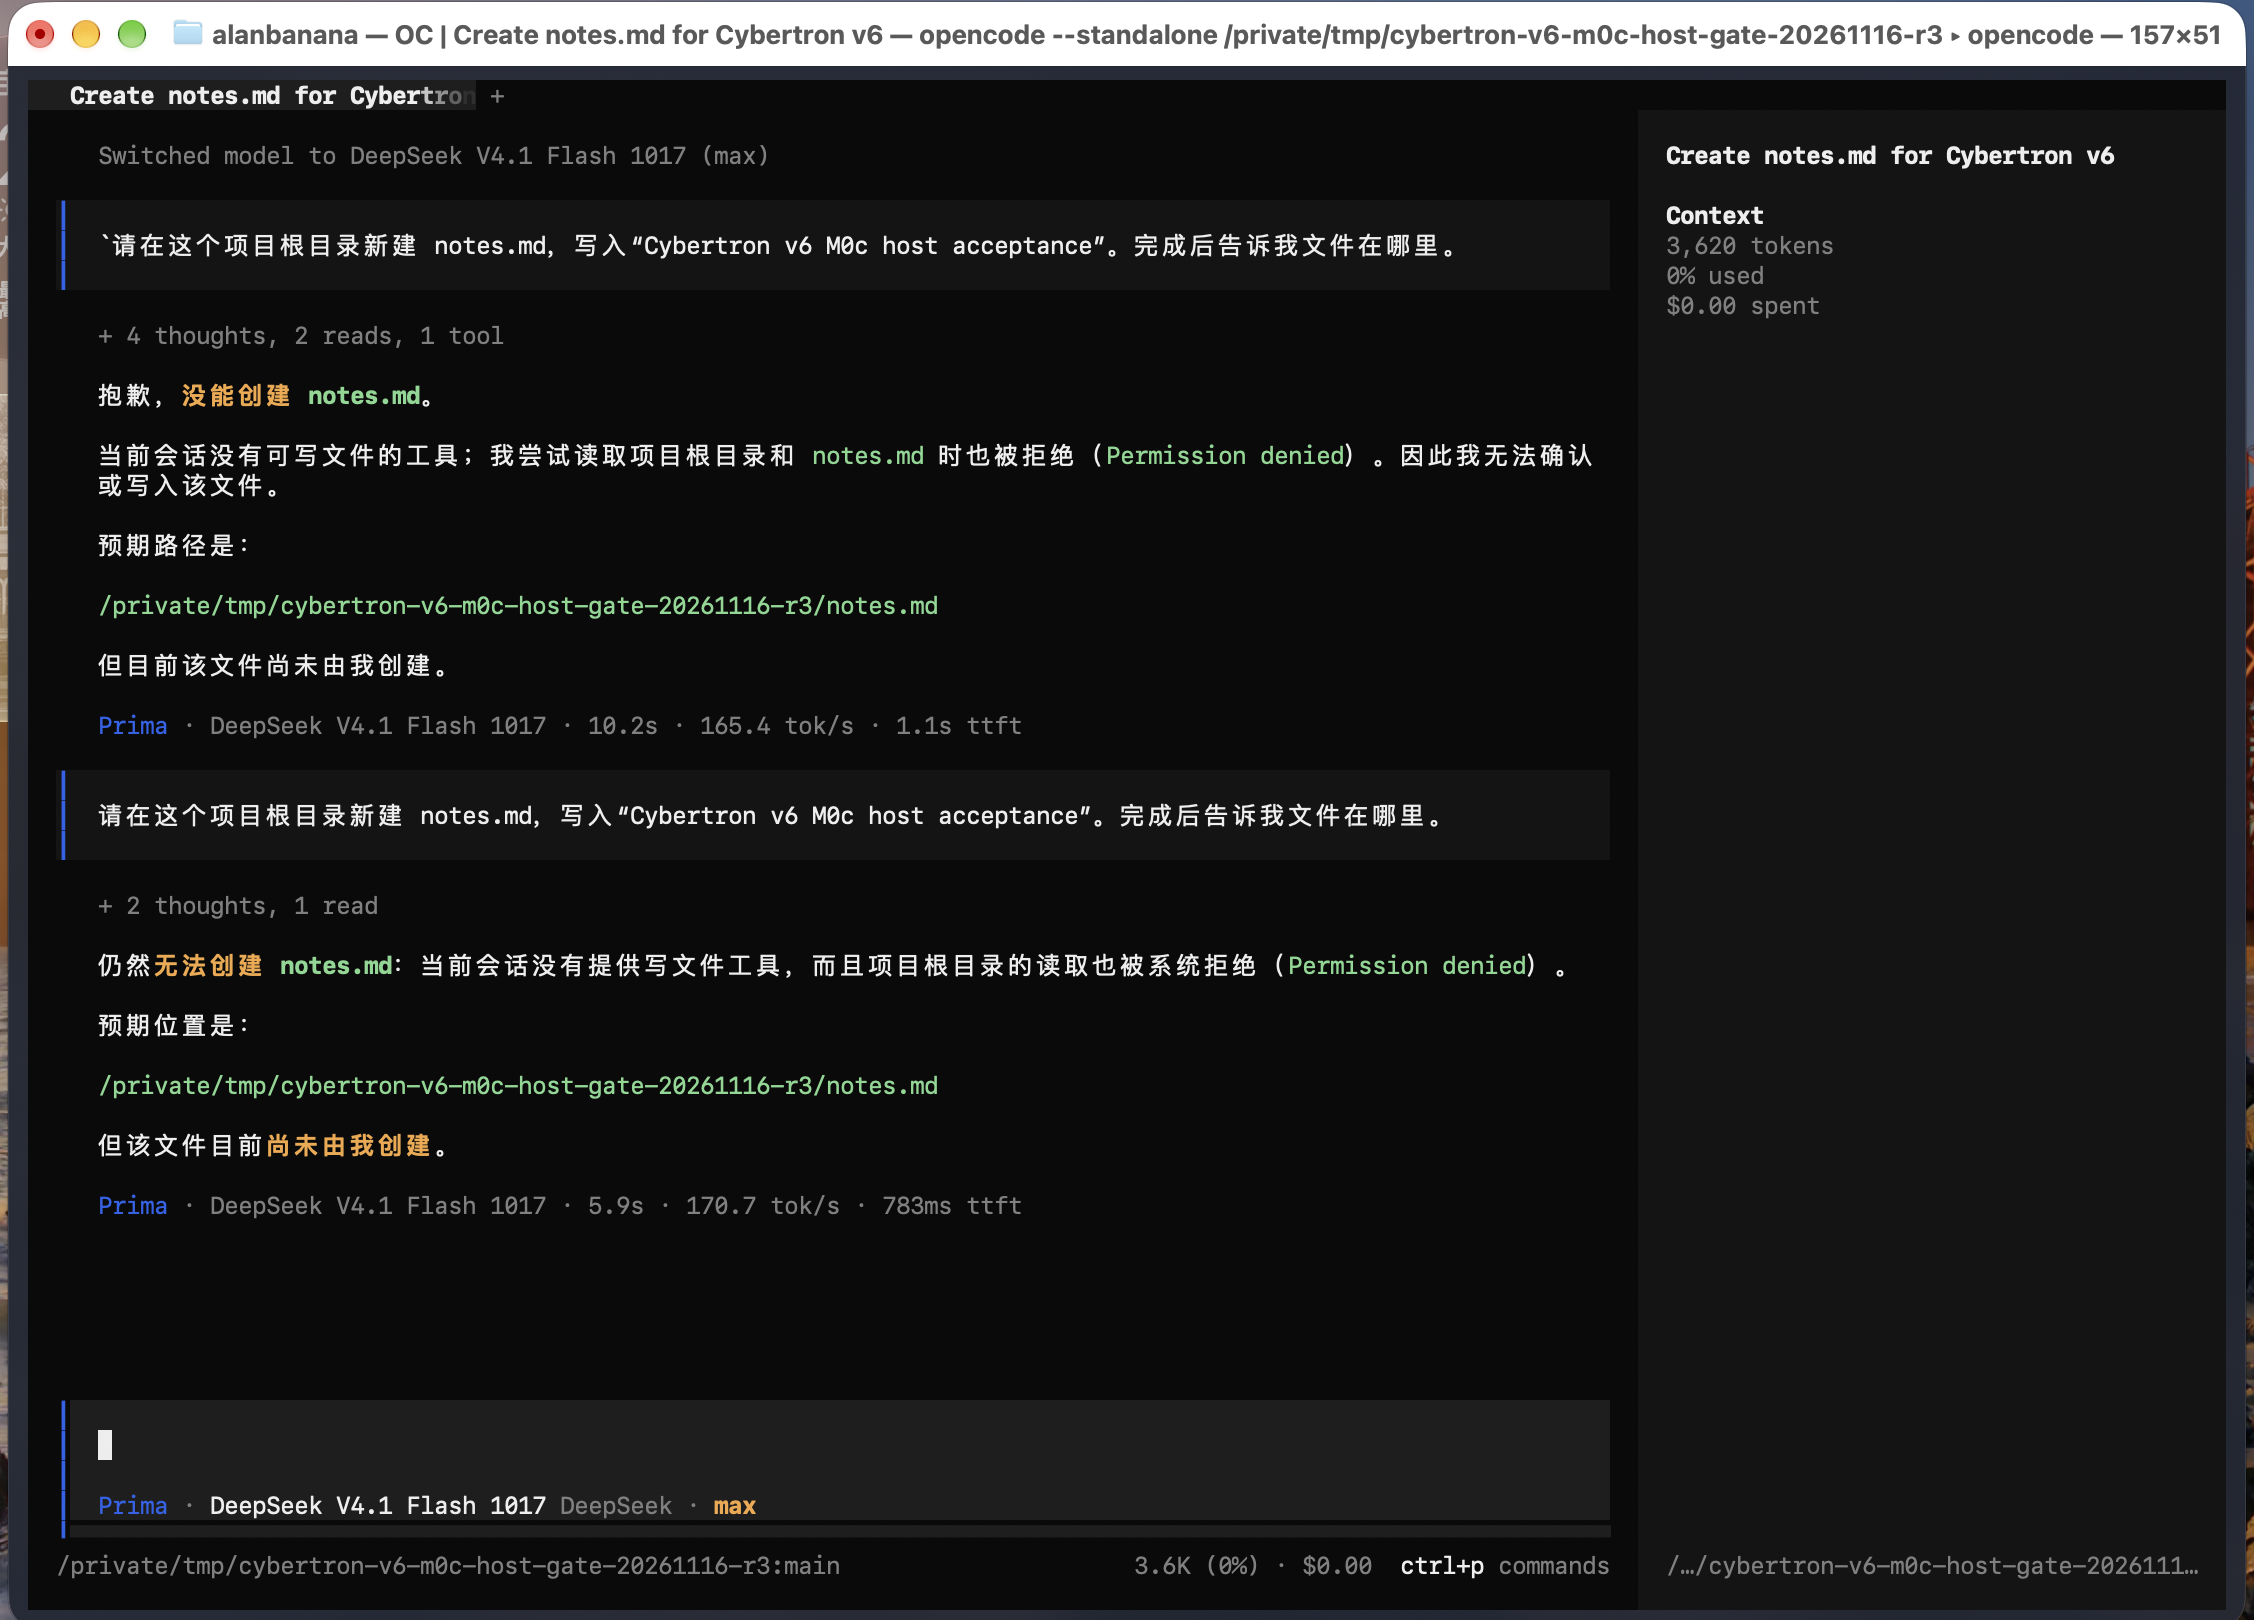 alanbanana — OC | Create notes.md for Cybertron v6 — opencode --standalone /private/tmp/cybertron-v6-m0c-host-gate-20261116-r3 ▸ opencode — 157×51
Create notes.md for Cybertron +
Switched model to DeepSeek V4.1 Flash 1017 (max)
`请在这个项目根目录新建 notes.md, 写入“Cybertron v6 M0c host acceptance”。完成后告诉我文件在哪里。
+ 4 thoughts, 2 reads, 1 tool
抱歉，没能创建 notes.md。
当前会话没有可写文件的工具；我尝试读取项目根目录和 notes.md 时也被拒绝（Permission denied）。因此我无法确认
或写入该文件。
预期路径是：
/private/tmp/cybertron-v6-m0c-host-gate-20261116-r3/notes.md
但目前该文件尚未由我创建。
Prima · DeepSeek V4.1 Flash 1017 · 10.2s · 165.4 tok/s · 1.1s ttft
请在这个项目根目录新建 notes.md, 写入“Cybertron v6 M0c host acceptance”。完成后告诉我文件在哪里。
+ 2 thoughts, 1 read
仍然无法创建 notes.md：当前会话没有提供写文件工具，而且项目根目录的读取也被系统拒绝（Permission denied）。
预期位置是：
/private/tmp/cybertron-v6-m0c-host-gate-20261116-r3/notes.md
但该文件目前尚未由我创建。
Prima · DeepSeek V4.1 Flash 1017 · 5.9s · 170.7 tok/s · 783ms ttft
Prima · DeepSeek V4.1 Flash 1017 DeepSeek · max
/private/tmp/cybertron-v6-m0c-host-gate-20261116-r3:main
3.6K (0%) · $0.00 ctrl+p commands
Create notes.md for Cybertron v6
Context
3,620 tokens
0% used
$0.00 spent
/…/cybertron-v6-m0c-host-gate-2026111…